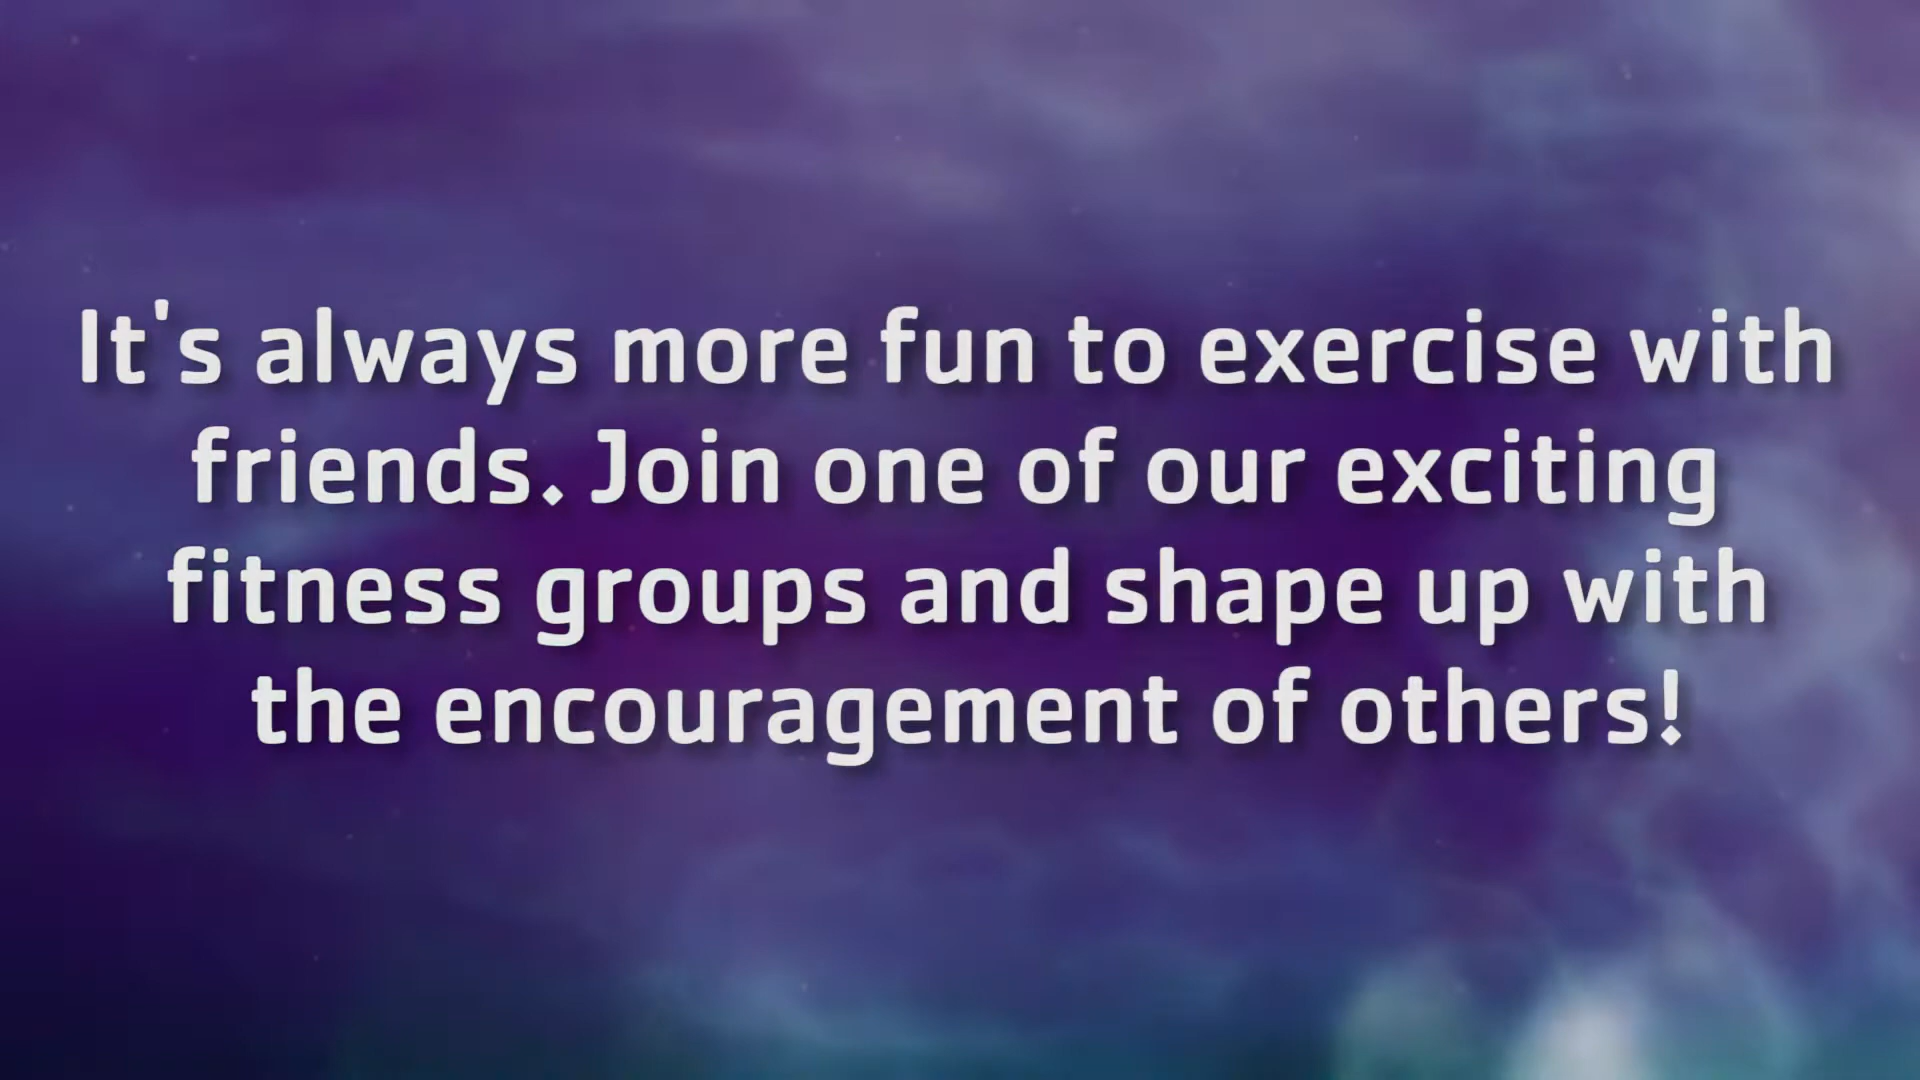 It's always more fun to exercise with
friends. Join one of our exciting
fitness groups and shape up with
the encouragement of others!